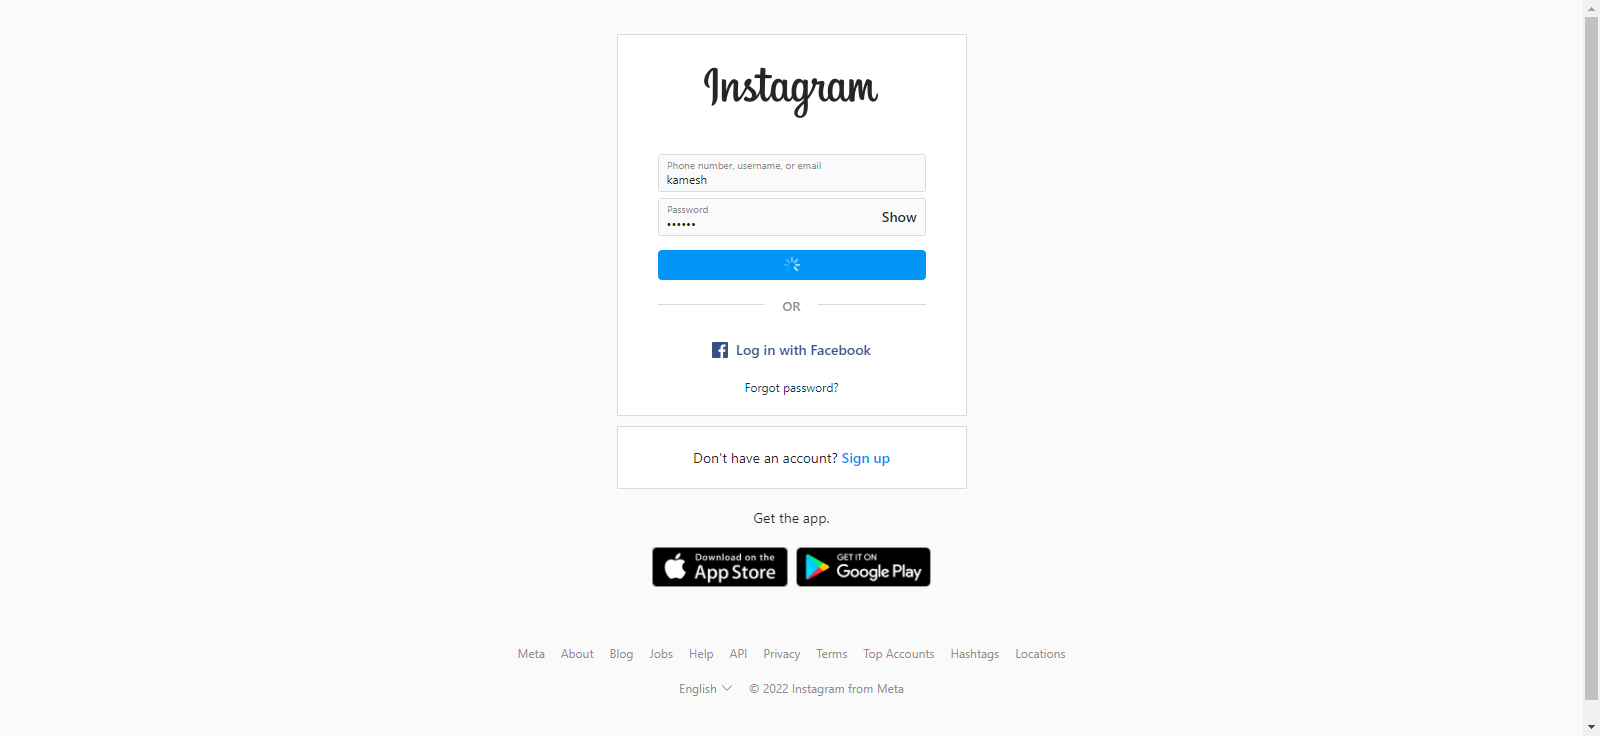 Instagram
Phone number, username, or email
kamesh
Password
••••••
Show
OR
Log in with Facebook
Forgot password?
Don't have an account? Sign up
Get the app.
Download on the
App Store
GET IT ON
Google Play
Meta About Blog Jobs Help API Privacy Terms Top Accounts Hashtags Locations
English © 2022 Instagram from Meta